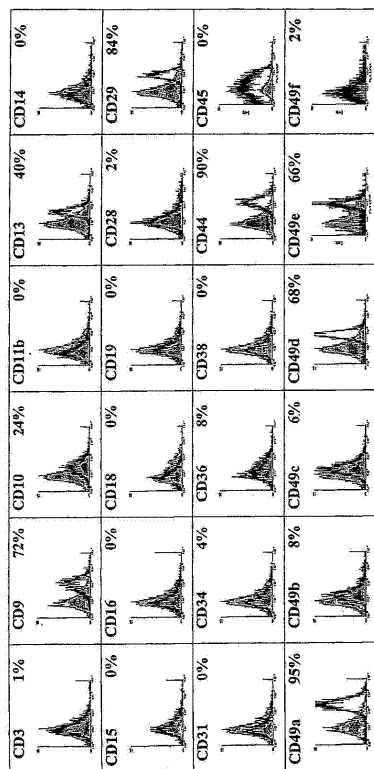 CD3 1% CD9 72% CD10 24% CD11b 0% CD13 40% CD14 0%
CD15 0% CD16 0% CD18 0% CD19 0% CD28 2% CD29 84%
CD31 0% CD34 4% CD36 8% CD38 0% CD44 90% CD45 0%
CD49a 95% CD49b 8% CD49c 6% CD49d 68% CD49e 66% CD49f 2%